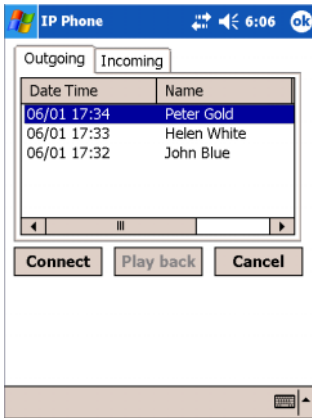 IP Phone 6:06 ok
Outgoing Incoming
Date Time Name
06/01 17:34 Peter Gold
06/01 17:33 Helen White
06/01 17:32 John Blue
Connect Play back Cancel